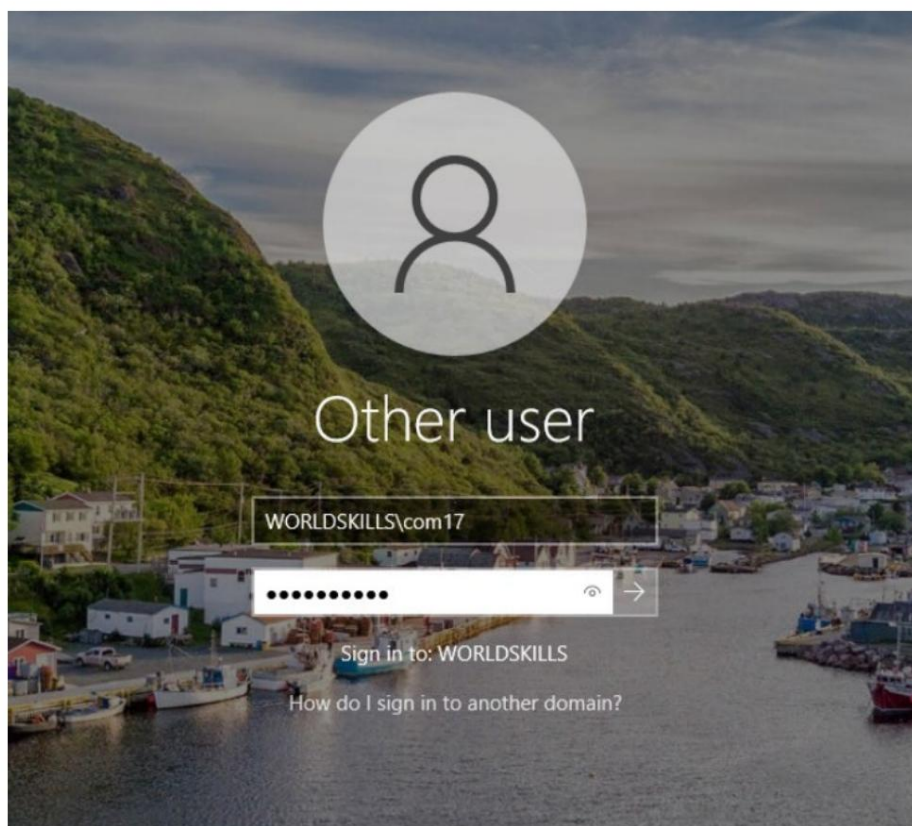 Other user
WORLDSKILLS\com17
••••••••••
Sign in to: WORLDSKILLS
How do I sign in to another domain?